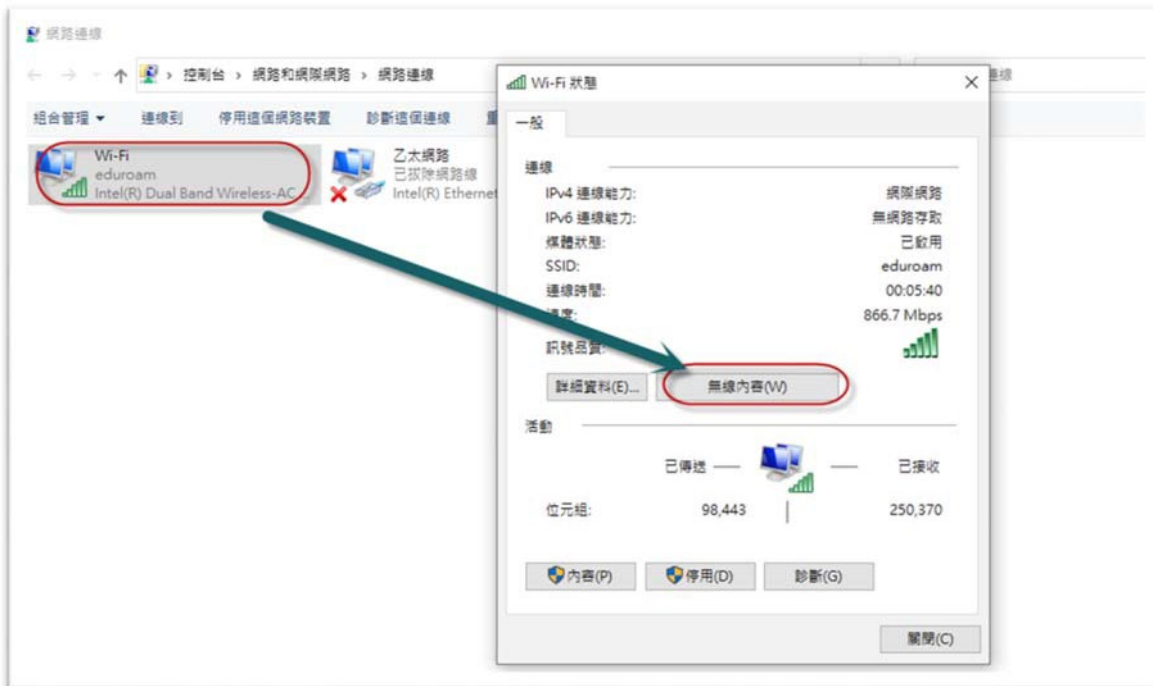 網路連線
控制台 › 網路和網際網路 › 網路連線
組合管理 連線到 停用這個網路裝置 診斷這個連線
Wi-Fi
eduroam
Intel(R) Dual Band Wireless-AC ...
乙太網路
已拔除網路線
Intel(R) Ethernet
Wi-Fi 狀態
一般
連線
IPv4 連線能力: 網際網路
IPv6 連線能力: 無網路存取
媒體狀態: 已啟用
SSID: eduroam
連線時間: 00:05:40
速度: 866.7 Mbps
訊號品質:
詳細資料(E)... 無線內容(W)
活動
已傳送 已接收
位元組: 98,443 250,370
內容(P) 停用(D) 診斷(G)
關閉(C)